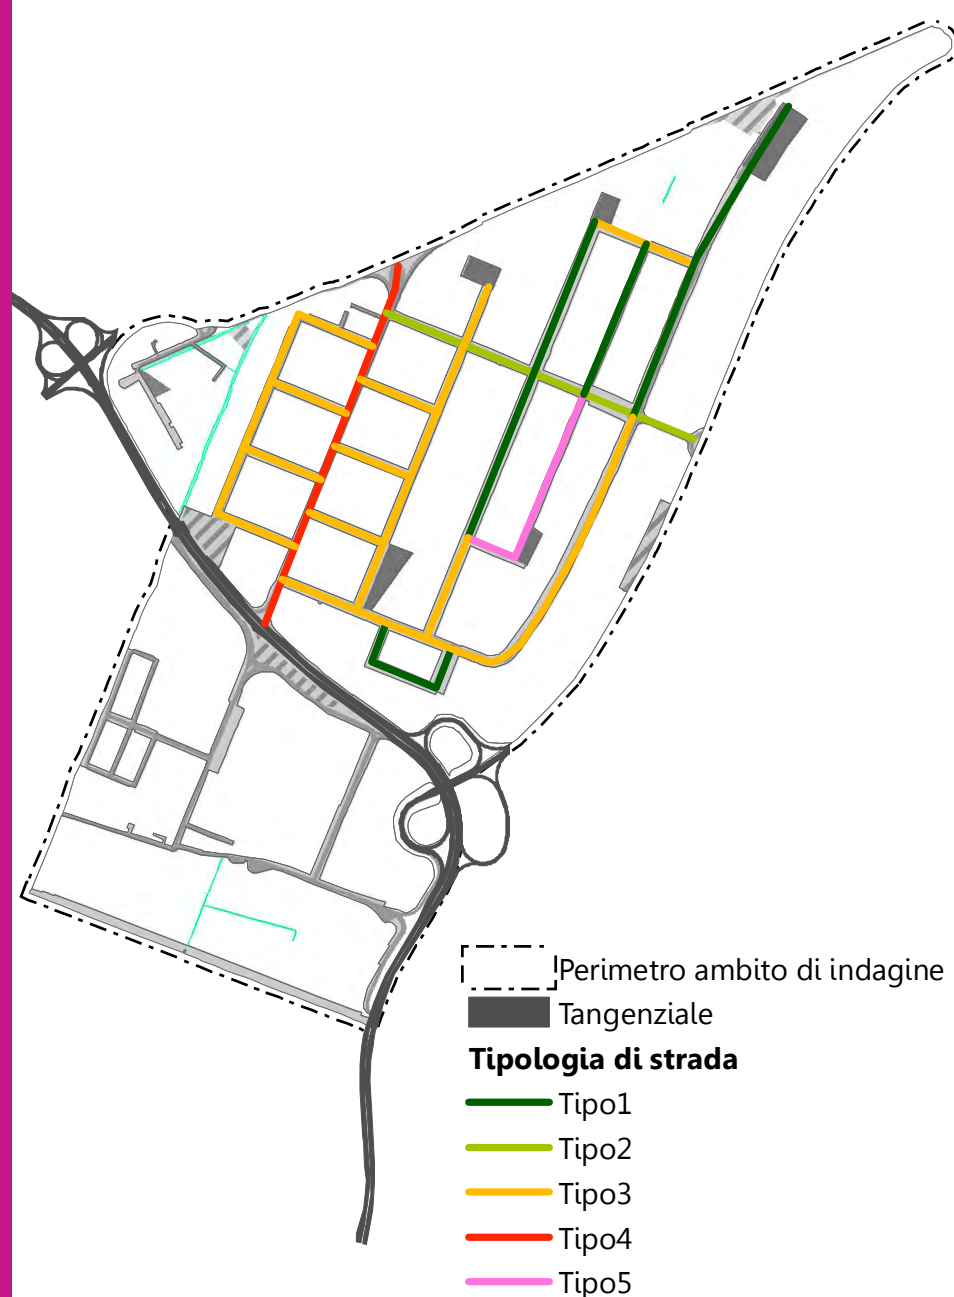 Perimetro ambito di indagine
Tangenziale
Tipologia di strada
Tipo1
Tipo2
Tipo3
Tipo4
Tipo5